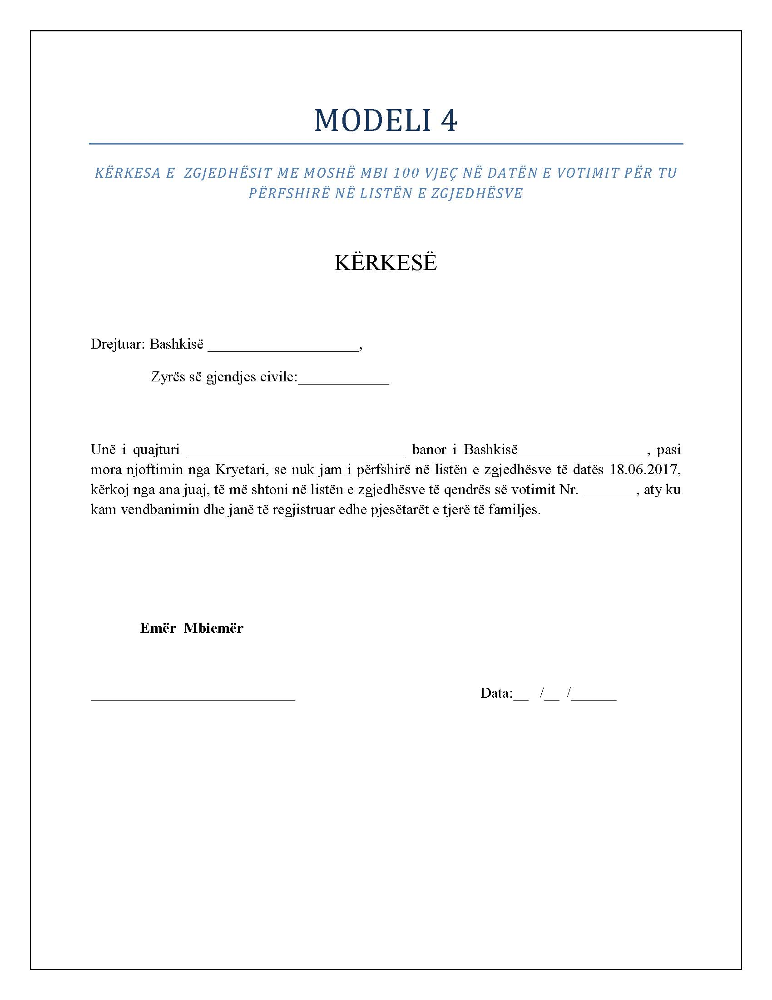 MODELI 4
KËRKESA E ZGJEDHËSIT ME MOSHË MBI 100 VJEÇ NË DATËN E VOTIMIT PËR TU
PËRFSHIRË NË LISTËN E ZGJEDHËSVE
KËRKESË
Drejtuar: Bashkisë ____________________,
Zyrës së gjendjes civile:____________
Unë i quajturi _____________________________ banor i Bashkisë_________________, pasi
mora njoftimin nga Kryetari, se nuk jam i përfshirë në listën e zgjedhësve të datës 18.06.2017,
kërkoj nga ana juaj, të më shtoni në listën e zgjedhësve të qendrës së votimit Nr. _______, aty ku
kam vendbanimin dhe janë të regjistruar edhe pjesëtarët e tjerë të familjes.
Emër Mbiemër
___________________________ Data:__ /__ /______